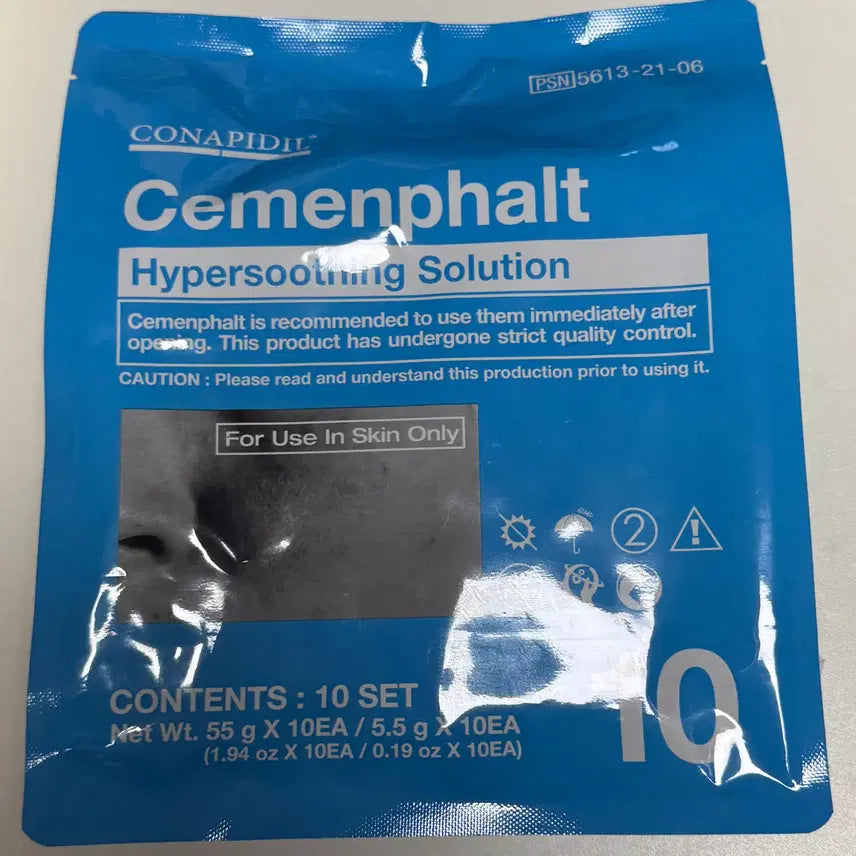 PSN 5613-21-06
CONAPIDIL™
Cemenphalt
Hypersoothing Solution
Cemenphalt is recommended to use them immediately after
opening. This product has undergone strict quality control.
CAUTION : Please read and understand this production prior to using it.
For Use In Skin Only
2
CONTENTS : 10 SET
Net Wt. 55 g X 10EA / 5.5 g X 10EA
(1.94 oz X 10EA / 0.19 oz X 10EA)
10